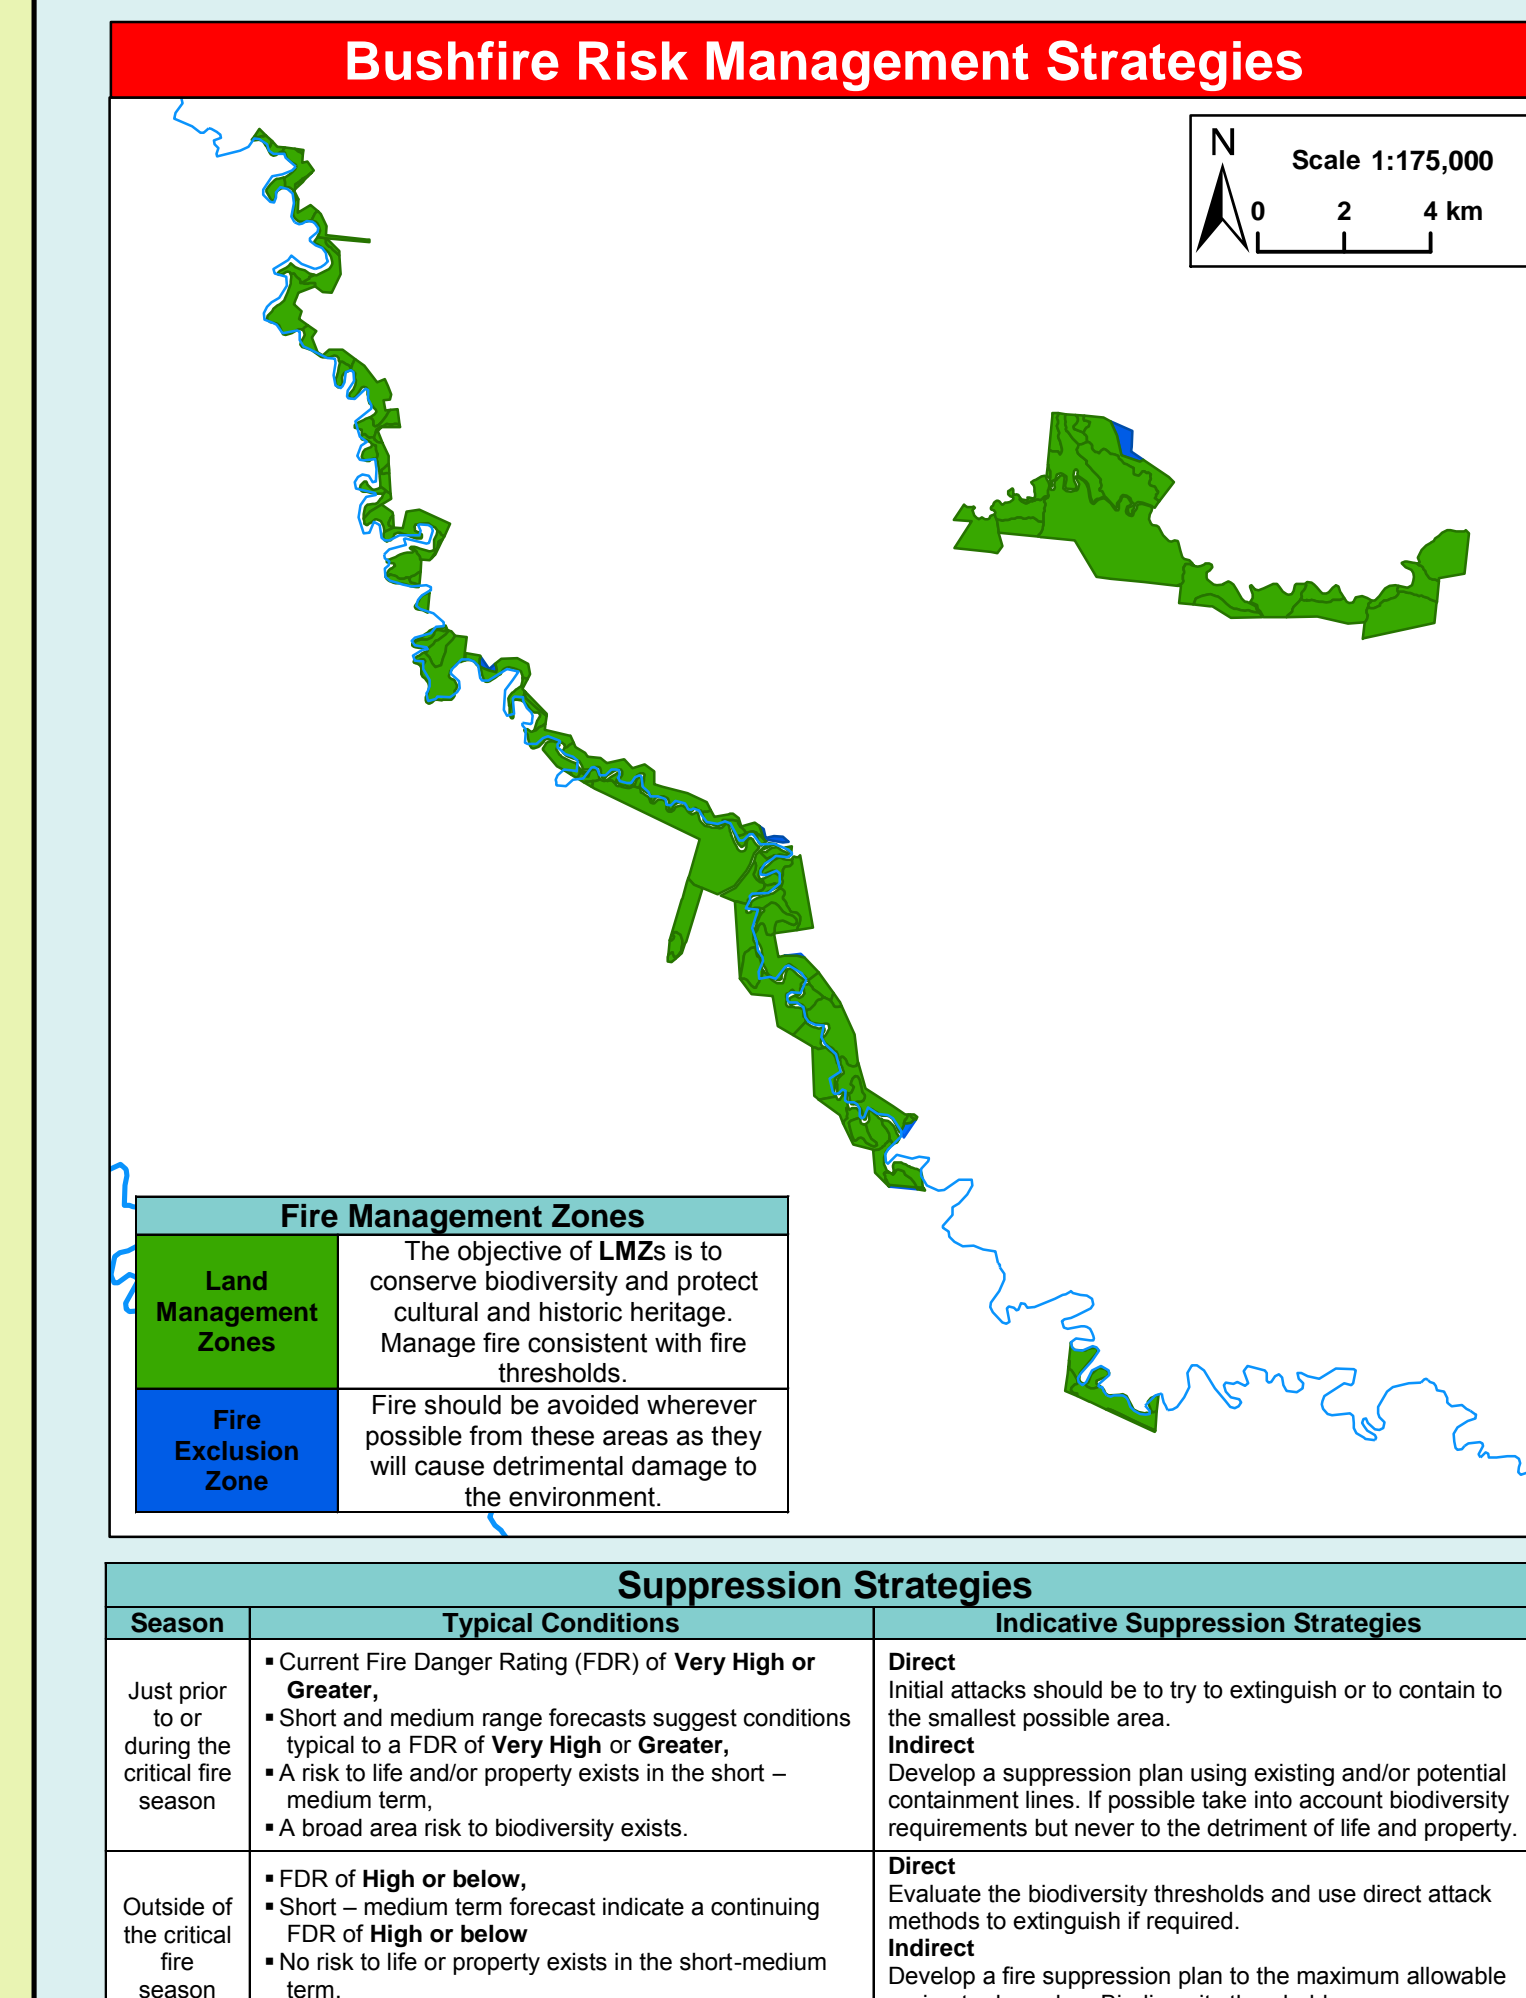 Bushfire Risk Management Strategies
N
Scale 1:175,000
0 2 4 km
Fire Management Zones
Land
Management
Zones
The objective of LMZs is to
conserve biodiversity and protect
cultural and historic heritage.
Manage fire consistent with fire
thresholds.
Fire
Exclusion
Zone
Fire should be avoided wherever
possible from these areas as they
will cause detrimental damage to
the environment.
Suppression Strategies
Season
Typical Conditions
Indicative Suppression Strategies
Just prior
to or
during the
critical fire
season
▪ Current Fire Danger Rating (FDR) of Very High or
Greater,
▪ Short and medium range forecasts suggest conditions
typical to a FDR of Very High or Greater,
▪ A risk to life and/or property exists in the short –
medium term,
▪ A broad area risk to biodiversity exists.
Direct
Initial attacks should be to try to extinguish or to contain to
the smallest possible area.
Indirect
Develop a suppression plan using existing and/or potential
containment lines. If possible take into account biodiversity
requirements but never to the detriment of life and property.
Outside of
the critical
fire
season
▪ FDR of High or below,
▪ Short – medium term forecast indicate a continuing
FDR of High or below
▪ No risk to life or property exists in the short-medium
term.
Direct
Evaluate the biodiversity thresholds and use direct attack
methods to extinguish if required.
Indirect
Develop a fire suppression plan to the maximum allowable